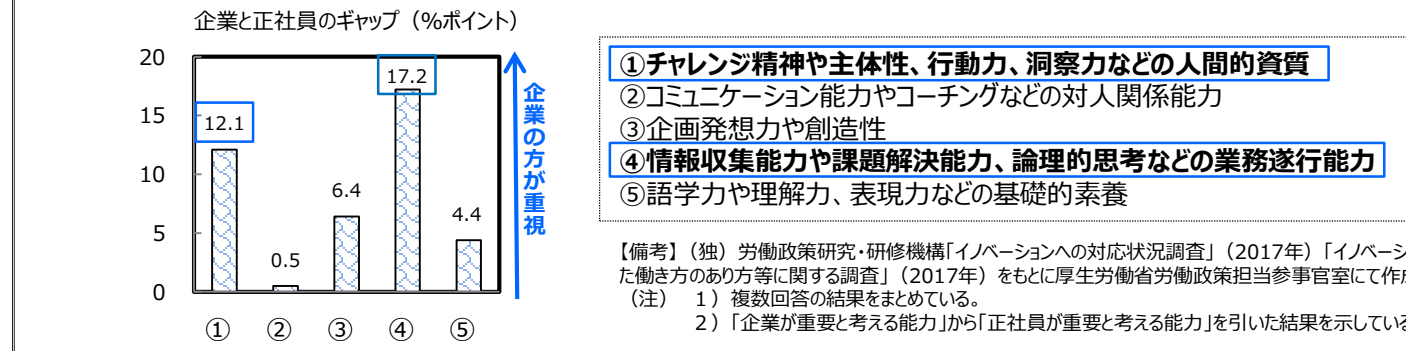 企業と正社員のギャップ（%ポイント）
20
15
10
5
0
12.1
0.5
6.4
17.2
4.4
①
②
③
④
⑤
企業の方が重視
①チャレンジ精神や主体性、行動力、洞察力などの人間的資質
②コミュニケーション能力やコーチングなどの対人関係能力
③企画発想力や創造性
④情報収集能力や課題解決能力、論理的思考などの業務遂行能力
⑤語学力や理解力、表現力などの基礎的素養
【備考】（独）労働政策研究・研修機構「イノベーションへの対応状況調査」（2017年）「イノベーシ
た働き方のあり方等に関する調査」（2017年）をもとに厚生労働省労働政策担当参事官室にて作成
（注）　１）複数回答の結果をまとめている。
２）「企業が重要と考える能力」から「正社員が重要と考える能力」を引いた結果を示している